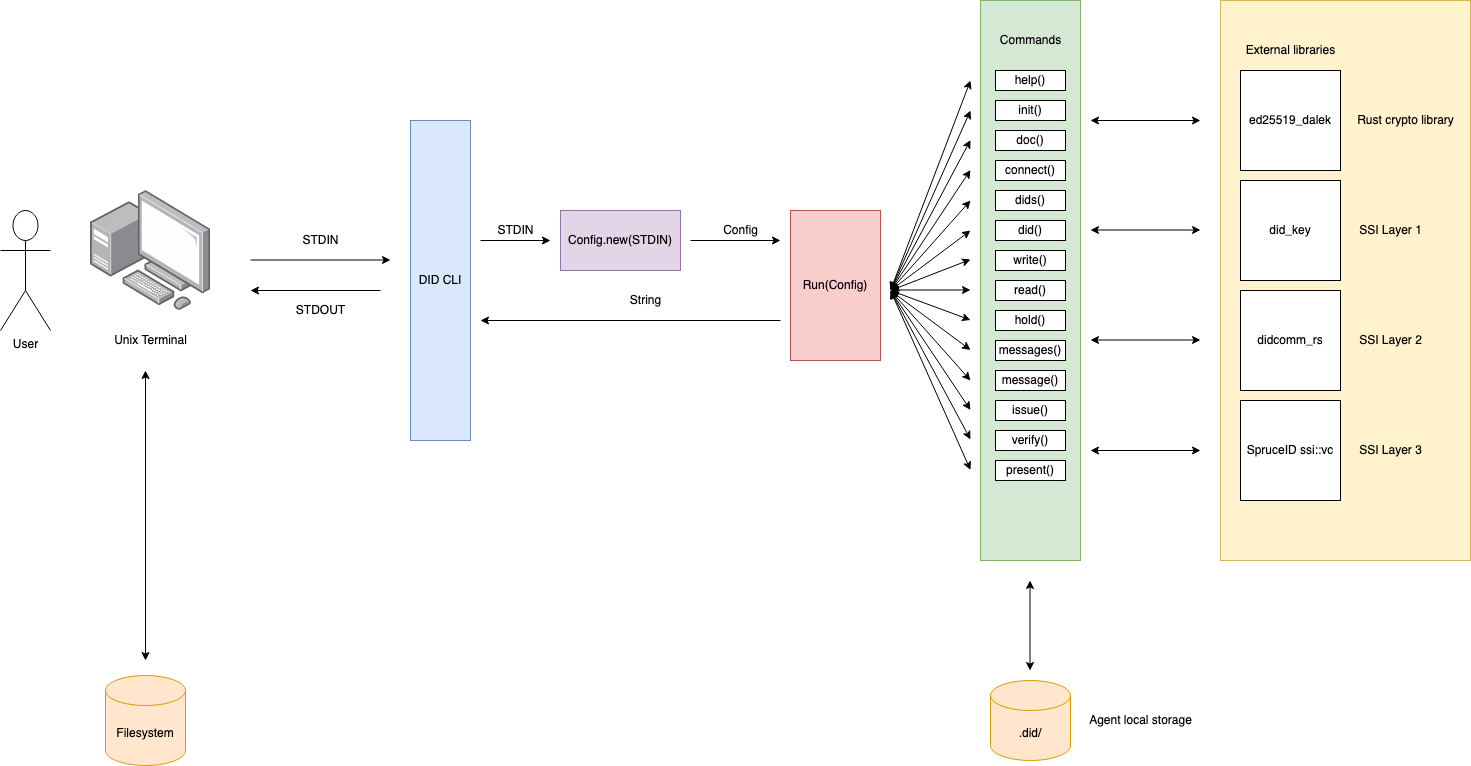 User
Unix Terminal
STDIN
STDOUT
Filesystem
DID CLI
STDIN
Config.new(STDIN)
Config
String
Run(Config)
Commands
help()
init()
doc()
connect()
dids()
did()
write()
read()
hold()
messages()
message()
issue()
verify()
present()
.did/
Agent local storage
External libraries
ed25519_dalek
Rust crypto library
did_key
SSI Layer 1
didcomm_rs
SSI Layer 2
SpruceID ssi::vc
SSI Layer 3